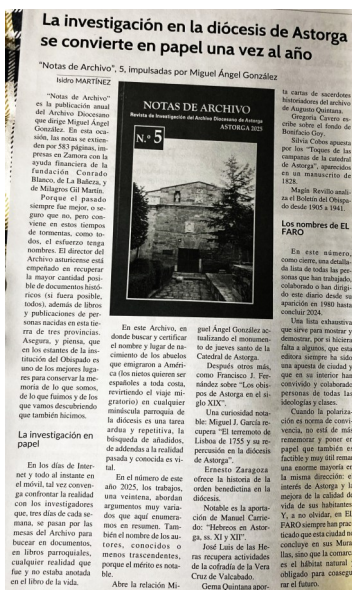 La investigación en la diócesis de Astorga
se convierte en papel una vez al año
"Notas de Archivo", 5, impulsadas por Miguel Ángel González
Isidro MARTÍNEZ
"Notas de Archivo"
es la publicación anual
del Archivo Diocesano
que dirige Miguel Ángel
González. En esta oca-
sión, las notas se extien-
den por 583 páginas, im-
presas en Zamora con la
ayuda financiera de la
fundación Conrado
Blanco, de La Bañeza, y
de Milagros Gil Martín.
Porque el pasado
siempre fue mejor, o se-
guro que no, pero con-
viene en estos tiempos
de tormentas, como to-
dos, el esfuerzo tenga
nombres. El director del
Archivo asturicense está
empeñado en recuperar
la mayor cantidad posi-
ble de documentos histó-
ricos (si fuera posible,
todos), además de libros
y publicaciones de per-
sonas nacidas en esta tie-
rra de tres provincias.
Asegura, y piensa, que
en los estantes de la ins-
titución del Obispado es
uno de los mejores luga-
res para conservar la me-
moria de lo que somos,
de lo que fuimos y de los
que vamos descubriendo
que también hicimos.
La investigación en
papel
En los días de Inter-
net y todo al instante en
el móvil, tal vez conven-
ga confrontar la realidad
con los investigadores
que, tres días de cada se-
mana, se pasan por las
mesas del Archivo para
bucear en documentos,
en libros parroquiales,
cualquier realidad que
fue y no estaba anotada
en el libro de la vida.
NOTAS DE ARCHIVO
Revista de Investigación del Archivo Diocesano de Astorga
ASTORGA 2025
N.º 5
En este Archivo, en
donde buscar y certificar
el nombre y lugar de na-
cimiento de los abuelos
que emigraron a Améri-
ca (los nietos quieren ser
españoles a toda costa,
revirtiendo el viaje mi-
gratorio) en cualquier
minúscula parroquia de
la diócesis es una tarea
ardua y repetitiva, la
búsqueda de añadidos,
de addendas a la realidad
pasada y conocida es vi-
tal.
En el número de este
año 2025, los trabajos,
una veintena, abordan
argumentos muy varia-
dos que aquí enumera-
mos en resumen. Tam-
bién el nombre de los au-
tores, conocidos o
menos trascendentes,
porque el mérito es nota-
ble.
Abre la relación Mi-
guel Ángel González ac-
tualizando el monumen-
to de jueves santo de la
Catedral de Astorga.
Después otros más,
como Francisco J. Fer-
nández sobre "Los obis-
pos de Astorga en el si-
glo XIX".
Una curiosidad nota-
ble: Miguel J. García re-
cupera "El terremoto de
Lisboa de 1755 y su re-
percusión en la diócesis
de Astorga".
Ernesto Zaragoza
ofrece la historia de la
orden benedictina en la
diócesis.
Notable es la aporta-
ción de Manuel Carrie-
do: "Hebreos en Astor-
ga, ss. XI y XII".
José Luis de las He-
ras recupera actividades
de la cofradía de la Vera
Cruz de Valcabado.
Gema Quintana apor-
ta cartas de sacerdotes
historiadores del archivo
de Augusto Quintana.
Gregoria Cavero es-
cribe sobre el fondo de
Bonifacio Goy.
Silvia Cobos apuesta
por los "Toques de las
campanas de la catedral
de Astorga", aparecidos
en un manuscrito de
1828.
Magín Revillo anali-
za el Boletín del Obispa-
do desde 1905 a 1941.
Los nombres de EL
FARO
En este número,
como cierre, una detalla-
da lista de todas las per-
sonas que han trabajado,
colaborado o han dirigi-
do este diario desde su
aparición en 1980 hasta
concluir 2024.
Una lista exhaustiva
que sirve para mostrar y
demostrar, por si hiciera
falta a algunos, que esta
editora siempre ha sido
una apuesta de ciudad y
que en su interior han
convivido y colaborado
personas de todas las
ideologías y clases.
Cuando la polariza-
ción es norma de convi-
vencia, no está de más
rememorar y poner en
papel que también es
factible y muy útil remar
una enorme mayoría en
la misma dirección: el
interés de Astorga y la
mejora de la calidad de
vida de sus habitantes.
Y, a no olvidar, en EL
FARO siempre han prac-
ticado que esta ciudad no
concluye en sus Mura-
llas, sino que la comarca
es el hábitat natural y
obligado para conseguir
rar el futuro.